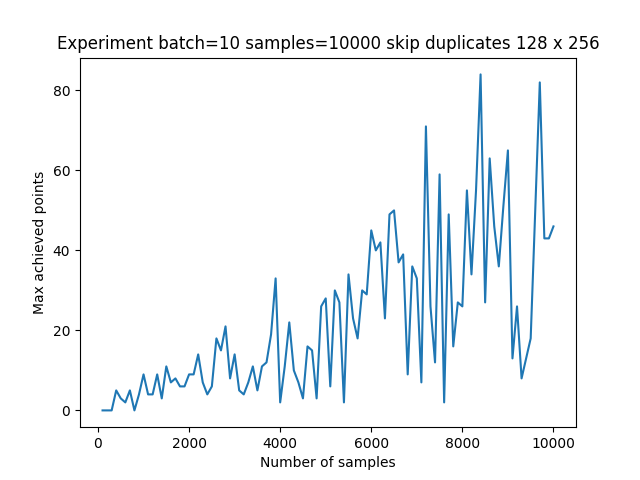 Experiment batch=10 samples=10000 skip duplicates 128 x 256
80
60
40
20
0
Max achieved points
0 2000 4000 6000 8000 10000
Number of samples